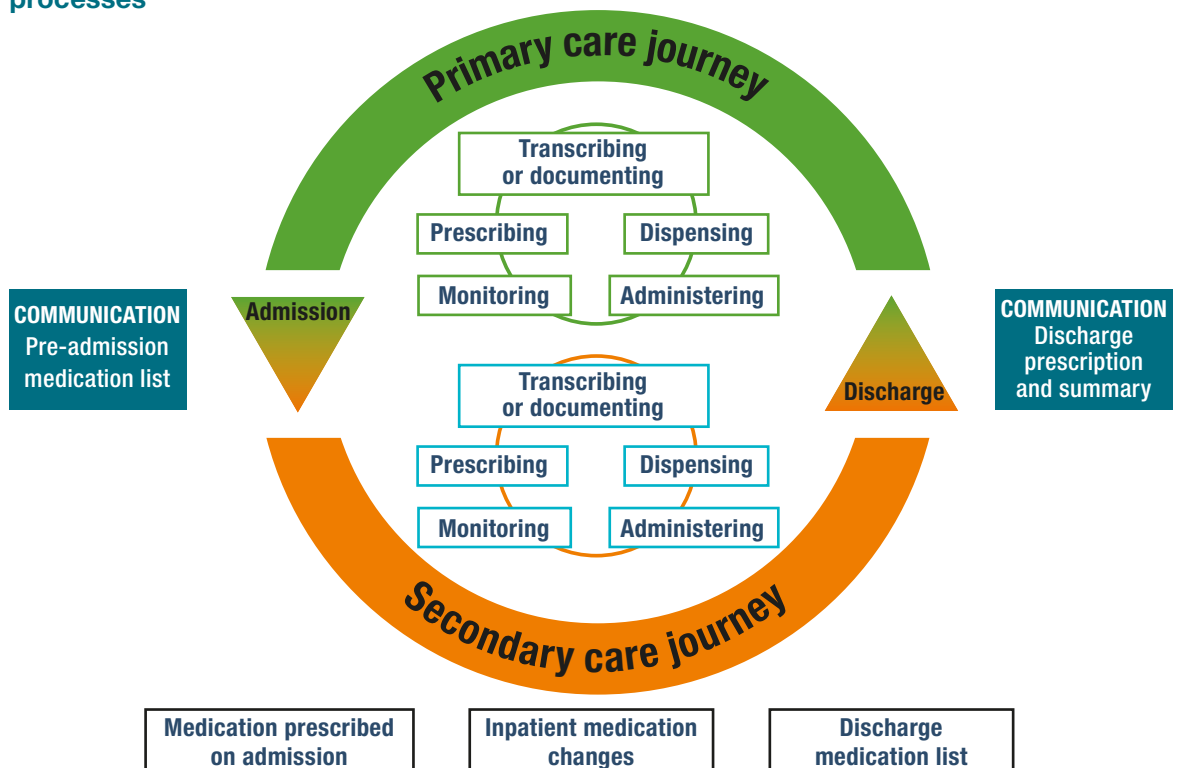 processes
Primary care journey
Transcribing
or documenting
Prescribing
Dispensing
Monitoring
Administering
COMMUNICATION
Pre-admission
medication list
Admission
COMMUNICATION
Discharge
prescription
and summary
Discharge
Transcribing
or documenting
Prescribing
Dispensing
Monitoring
Administering
Secondary care journey
Medication prescribed
on admission
Inpatient medication
changes
Discharge
medication list